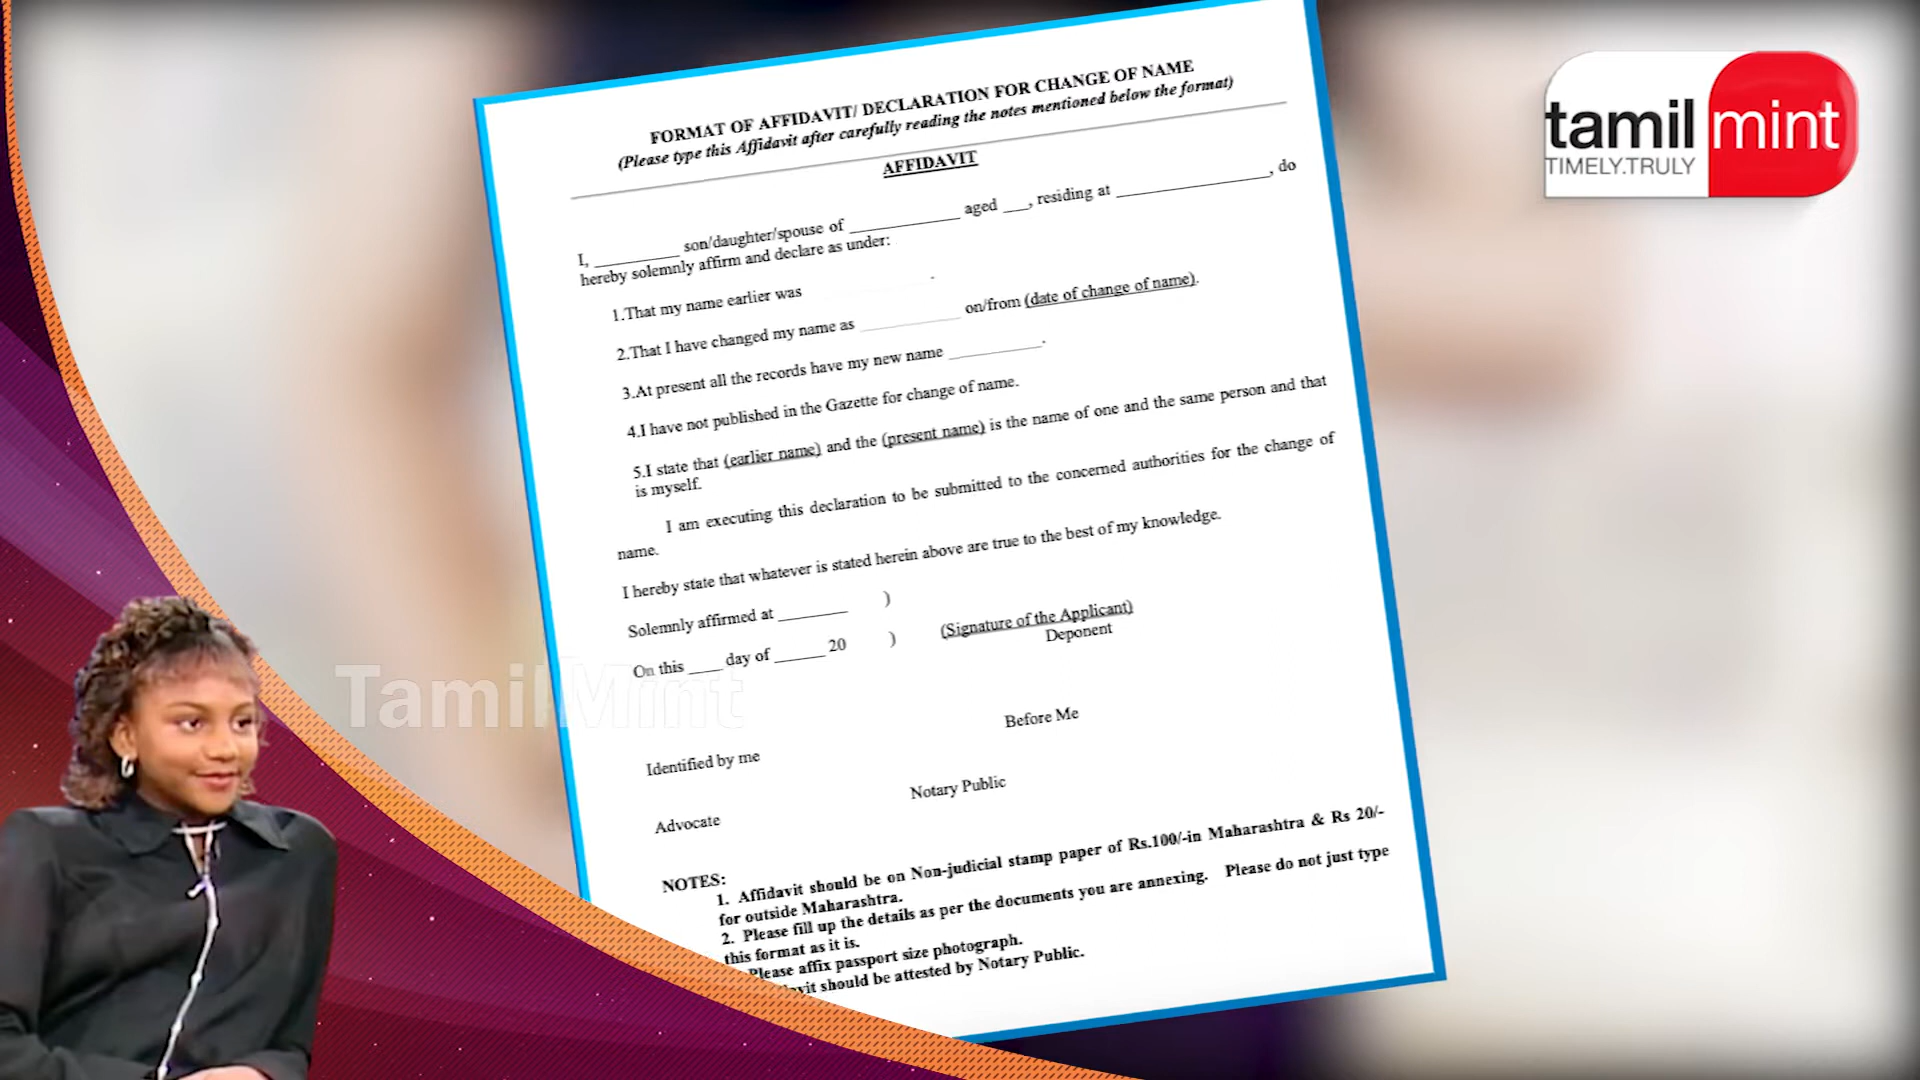 FORMAT OF AFFIDAVIT/ DECLARATION FOR CHANGE OF NAME
(Please type this Affidavit after carefully reading the notes mentioned below the format)
AFFIDAVIT
I, __________ son/daughter/spouse of _____________ aged ___, residing at __________________, do
hereby solemnly affirm and declare as under:
1.That my name earlier was .
2.That I have changed my name as ____________ on/from (date of change of name).
3.At present all the records have my new name ___________.
4.I have not published in the Gazette for change of name.
5.I state that (earlier name) and the (present name) is the name of one and the same person and that
is myself.
I am executing this declaration to be submitted to the concerned authorities for the change of
name.
I hereby state that whatever is stated herein above are true to the best of my knowledge.
Solemnly affirmed at ________ )
On this ____ day of ______ 20 ) (Signature of the Applicant)
Deponent
Before Me
Identified by me
Notary Public
Advocate
NOTES:
1. Affidavit should be on Non-judicial stamp paper of Rs.100/-in Maharashtra & Rs 20/-
for outside Maharashtra.
2. Please fill up the details as per the documents you are annexing. Please do not just type
this format as it is.
Please affix passport size photograph.
should be attested by Notary Public.
tamil mint
TIMELY.TRULY
Tamil Mint